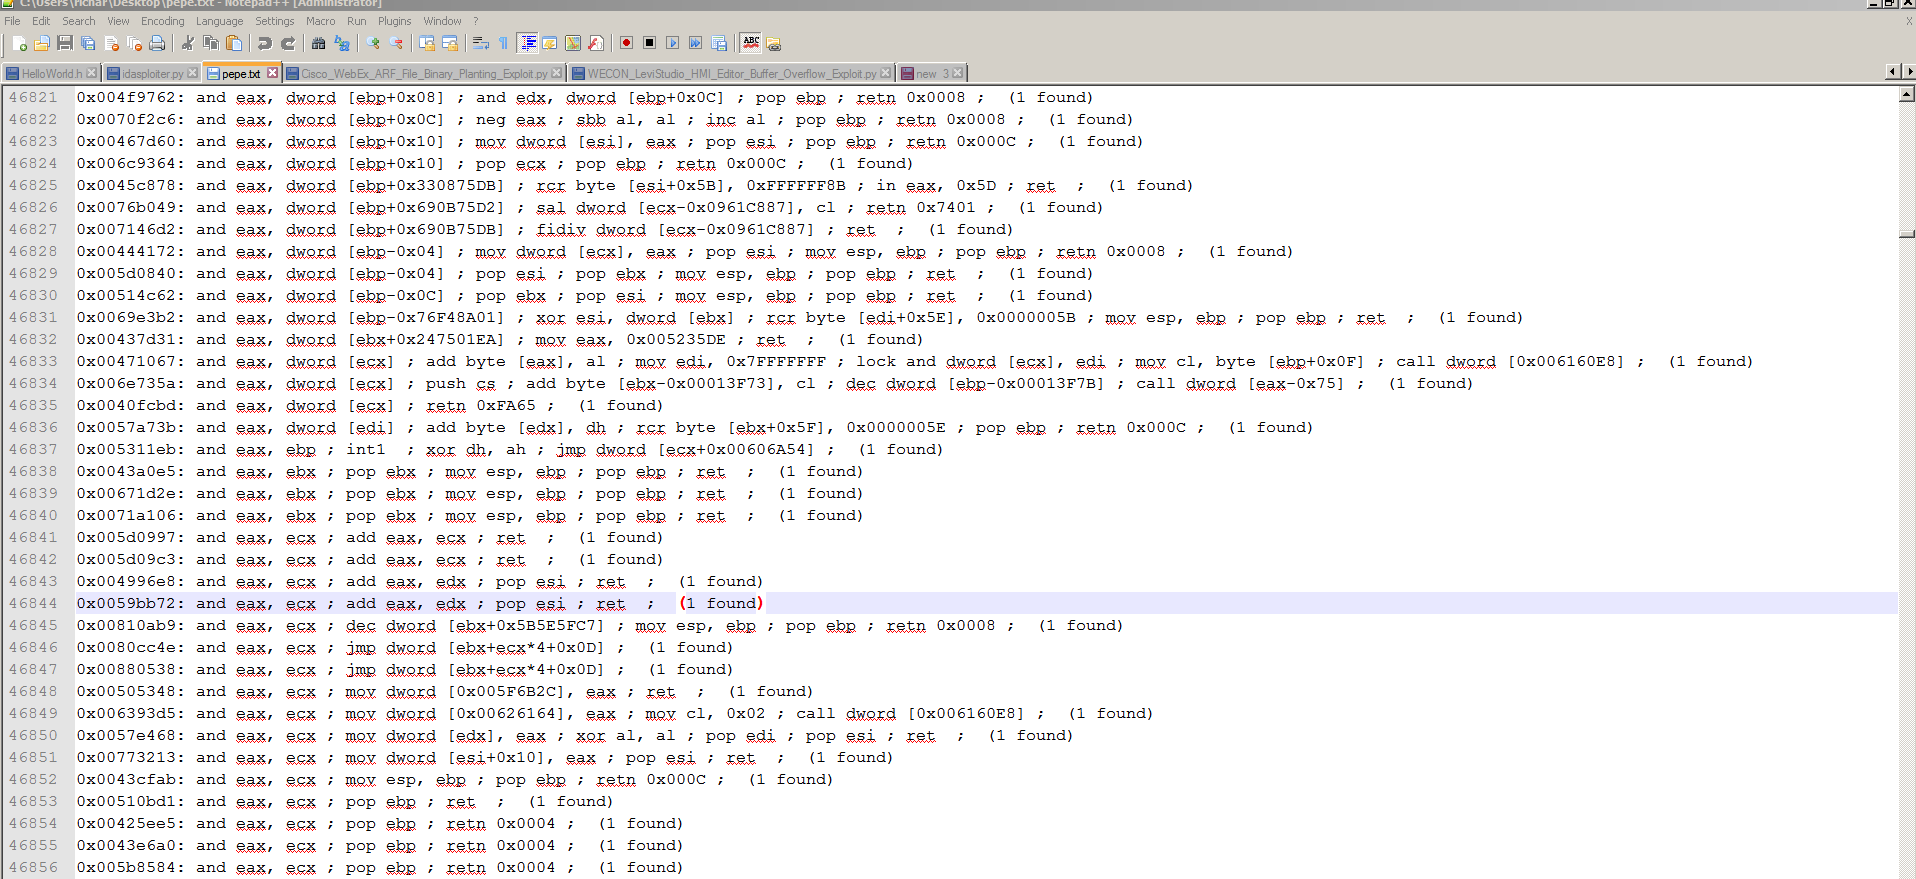 C:\Users\richar\Desktop\pepe.txt - Notepad++ [Administrator]
File Edit Search View Encoding Language Settings Macro Run Plugins Window ? X
HelloWorld.h idasploiter.py pepe.txt Cisco_WebEx_ARF_File_Binary_Planting_Exploit.py WECON_LeviStudio_HMI_Editor_Buffer_Overflow_Exploit.py new 3
46821 0x004f9762: and eax, dword [ebp+0x08] ; and edx, dword [ebp+0x0C] ; pop ebp ; retn 0x0008 ; (1 found)
46822 0x0070f2c6: and eax, dword [ebp+0x0C] ; neg eax ; sbb al, al ; inc al ; pop ebp ; retn 0x0008 ; (1 found)
46823 0x00467d60: and eax, dword [ebp+0x10] ; mov dword [esi], eax ; pop esi ; pop ebp ; retn 0x000C ; (1 found)
46824 0x006c9364: and eax, dword [ebp+0x10] ; pop ecx ; pop ebp ; retn 0x000C ; (1 found)
46825 0x0045c878: and eax, dword [ebp+0x330875DB] ; rcr byte [esi+0x5B], 0xFFFFFF8B ; in eax, 0x5D ; ret ; (1 found)
46826 0x0076b049: and eax, dword [ebp+0x690B75D2] ; sal dword [ecx-0x0961C887], cl ; retn 0x7401 ; (1 found)
46827 0x007146d2: and eax, dword [ebp+0x690B75DB] ; fidiv dword [ecx-0x0961C887] ; ret ; (1 found)
46828 0x00444172: and eax, dword [ebp-0x04] ; mov dword [ecx], eax ; pop esi ; mov esp, ebp ; pop ebp ; retn 0x0008 ; (1 found)
46829 0x005d0840: and eax, dword [ebp-0x04] ; pop esi ; pop ebx ; mov esp, ebp ; pop ebp ; ret ; (1 found)
46830 0x00514c62: and eax, dword [ebp-0x0C] ; pop ebx ; pop esi ; mov esp, ebp ; pop ebp ; ret ; (1 found)
46831 0x0069e3b2: and eax, dword [ebp-0x76F48A01] ; xor esi, dword [ebx] ; rcr byte [edi+0x5E], 0x0000005B ; mov esp, ebp ; pop ebp ; ret ; (1 found)
46832 0x00437d31: and eax, dword [ebx+0x247501EA] ; mov eax, 0x005235DE ; ret ; (1 found)
46833 0x00471067: and eax, dword [ecx] ; add byte [eax], al ; mov edi, 0x7FFFFFFF ; lock and dword [ecx], edi ; mov cl, byte [ebp+0x0F] ; call dword [0x006160E8] ; (1 found)
46834 0x006e735a: and eax, dword [ecx] ; push cs ; add byte [ebx-0x00013F73], cl ; dec dword [ebp-0x00013F7B] ; call dword [eax-0x75] ; (1 found)
46835 0x0040fcbd: and eax, dword [ecx] ; retn 0xFA65 ; (1 found)
46836 0x0057a73b: and eax, dword [edi] ; add byte [edx], dh ; rcr byte [ebx+0x5F], 0x0000005E ; pop ebp ; retn 0x000C ; (1 found)
46837 0x005311eb: and eax, ebp ; int1 ; xor dh, ah ; jmp dword [ecx+0x00606A54] ; (1 found)
46838 0x0043a0e5: and eax, ebx ; pop ebx ; mov esp, ebp ; pop ebp ; ret ; (1 found)
46839 0x00671d2e: and eax, ebx ; pop ebx ; mov esp, ebp ; pop ebp ; ret ; (1 found)
46840 0x0071a106: and eax, ebx ; pop ebx ; mov esp, ebp ; pop ebp ; ret ; (1 found)
46841 0x005d0997: and eax, ecx ; add eax, ecx ; ret ; (1 found)
46842 0x005d09c3: and eax, ecx ; add eax, ecx ; ret ; (1 found)
46843 0x004996e8: and eax, ecx ; add eax, edx ; pop esi ; ret ; (1 found)
46844 0x0059bb72: and eax, ecx ; add eax, edx ; pop esi ; ret ; (1 found)
46845 0x00810ab9: and eax, ecx ; dec dword [ebx+0x5B5E5FC7] ; mov esp, ebp ; pop ebp ; retn 0x0008 ; (1 found)
46846 0x0080cc4e: and eax, ecx ; jmp dword [ebx+ecx*4+0x0D] ; (1 found)
46847 0x00880538: and eax, ecx ; jmp dword [ebx+ecx*4+0x0D] ; (1 found)
46848 0x00505348: and eax, ecx ; mov dword [0x005F6B2C], eax ; ret ; (1 found)
46849 0x006393d5: and eax, ecx ; mov dword [0x00626164], eax ; mov cl, 0x02 ; call dword [0x006160E8] ; (1 found)
46850 0x0057e468: and eax, ecx ; mov dword [edx], eax ; xor al, al ; pop edi ; pop esi ; ret ; (1 found)
46851 0x00773213: and eax, ecx ; mov dword [esi+0x10], eax ; pop esi ; ret ; (1 found)
46852 0x0043cfab: and eax, ecx ; mov esp, ebp ; pop ebp ; retn 0x000C ; (1 found)
46853 0x00510bd1: and eax, ecx ; pop ebp ; ret ; (1 found)
46854 0x00425ee5: and eax, ecx ; pop ebp ; retn 0x0004 ; (1 found)
46855 0x0043e6a0: and eax, ecx ; pop ebp ; retn 0x0004 ; (1 found)
46856 0x005b8584: and eax, ecx ; pop ebp ; retn 0x0004 ; (1 found)